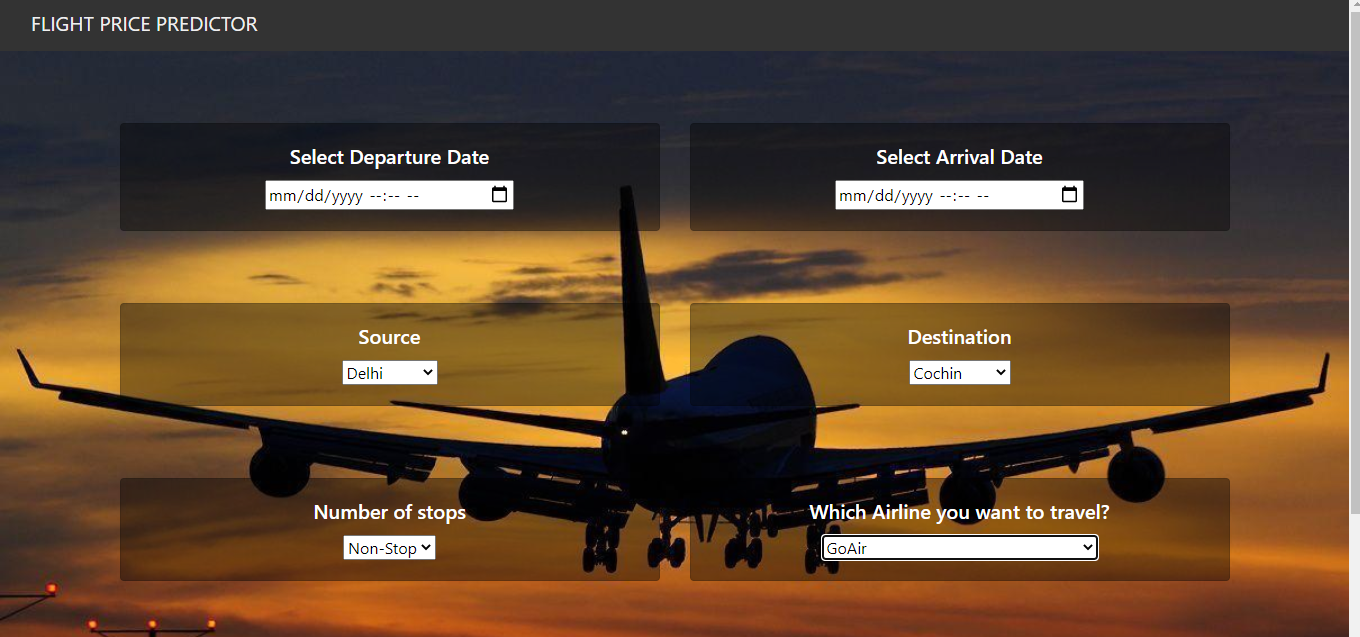 FLIGHT PRICE PREDICTOR
Select Departure Date
mm/dd/yyyy --:-- --
Select Arrival Date
mm/dd/yyyy --:-- --
Source
Delhi
Destination
Cochin
Number of stops
Non-Stop
Which Airline you want to travel?
GoAir